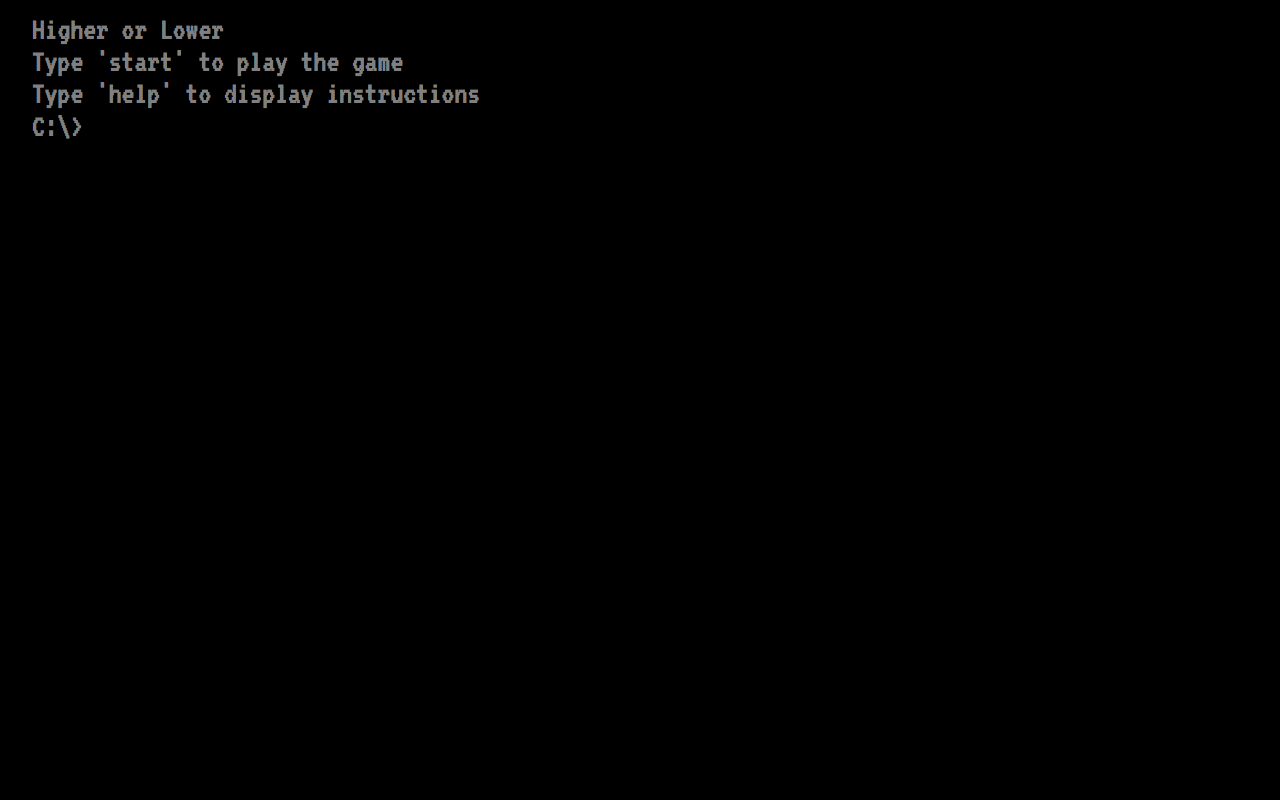 Higher or Lower
Type 'start' to play the game
Type 'help' to display instructions
C:\>